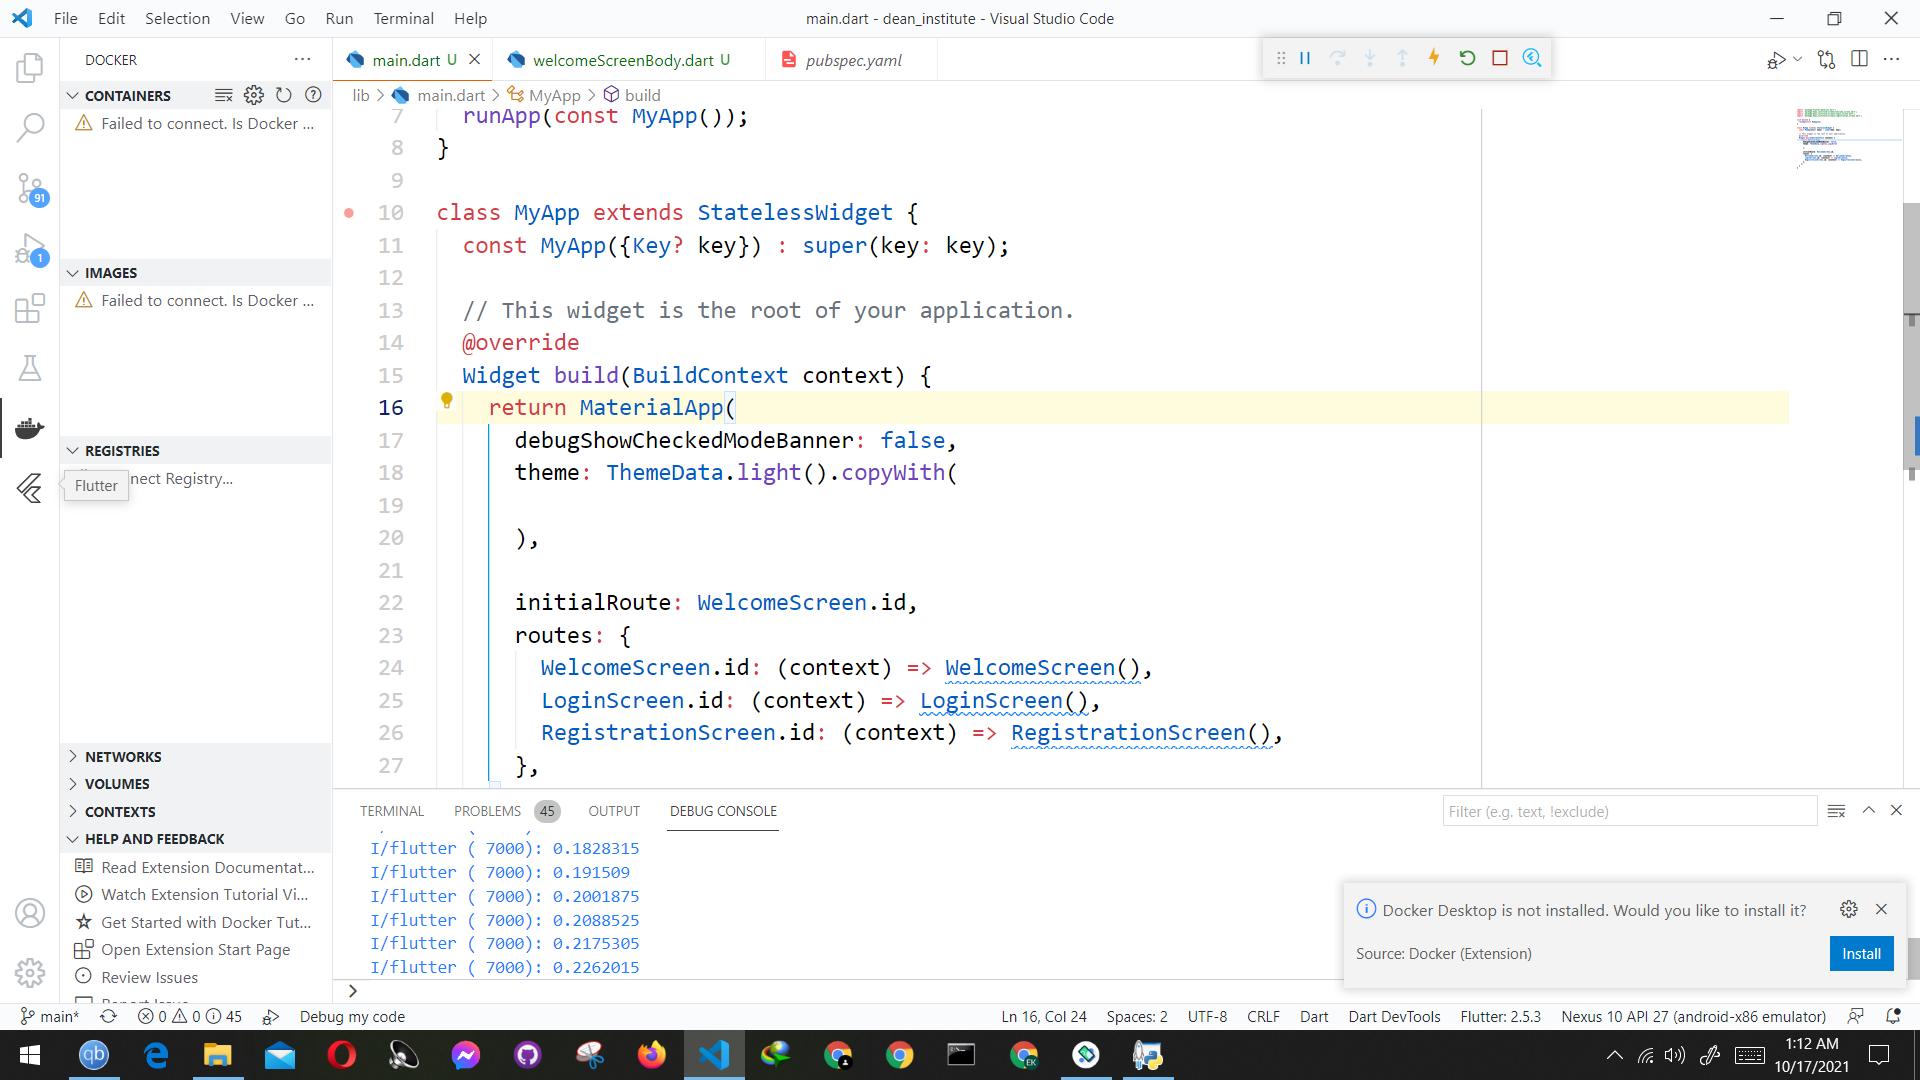 File Edit Selection View Go Run Terminal Help
main.dart - dean_institute - Visual Studio Code
DOCKER
main.dart U
welcomeScreenBody.dart U
pubspec.yaml
CONTAINERS
Failed to connect. Is Docker ...
IMAGES
Failed to connect. Is Docker ...
REGISTRIES
nect Registry...
Flutter
NETWORKS
VOLUMES
CONTEXTS
HELP AND FEEDBACK
Read Extension Documentat...
Watch Extension Tutorial Vi...
Get Started with Docker Tut...
Open Extension Start Page
Review Issues
Report Issue
91
1
lib > main.dart > MyApp > build
7 runApp(const MyApp());
8 }
9
10 class MyApp extends StatelessWidget {
11 const MyApp({Key? key}) : super(key: key);
12
13 // This widget is the root of your application.
14 @override
15 Widget build(BuildContext context) {
16 return MaterialApp(
17 debugShowCheckedModeBanner: false,
18 theme: ThemeData.light().copyWith(
19
20 ),
21
22 initialRoute: WelcomeScreen.id,
23 routes: {
24 WelcomeScreen.id: (context) => WelcomeScreen(),
25 LoginScreen.id: (context) => LoginScreen(),
26 RegistrationScreen.id: (context) => RegistrationScreen(),
27 },
TERMINAL PROBLEMS 45 OUTPUT DEBUG CONSOLE
Filter (e.g. text, !exclude)
I/flutter ( 7000): 0.1828315
I/flutter ( 7000): 0.191509
I/flutter ( 7000): 0.2001875
I/flutter ( 7000): 0.2088525
I/flutter ( 7000): 0.2175305
I/flutter ( 7000): 0.2262015
>
Docker Desktop is not installed. Would you like to install it?
Source: Docker (Extension)
Install
main* 0 0 45 Debug my code
Ln 16, Col 24 Spaces: 2 UTF-8 CRLF Dart Dart DevTools Flutter: 2.5.3 Nexus 10 API 27 (android-x86 emulator)
qb
EK
1:12 AM
10/17/2021